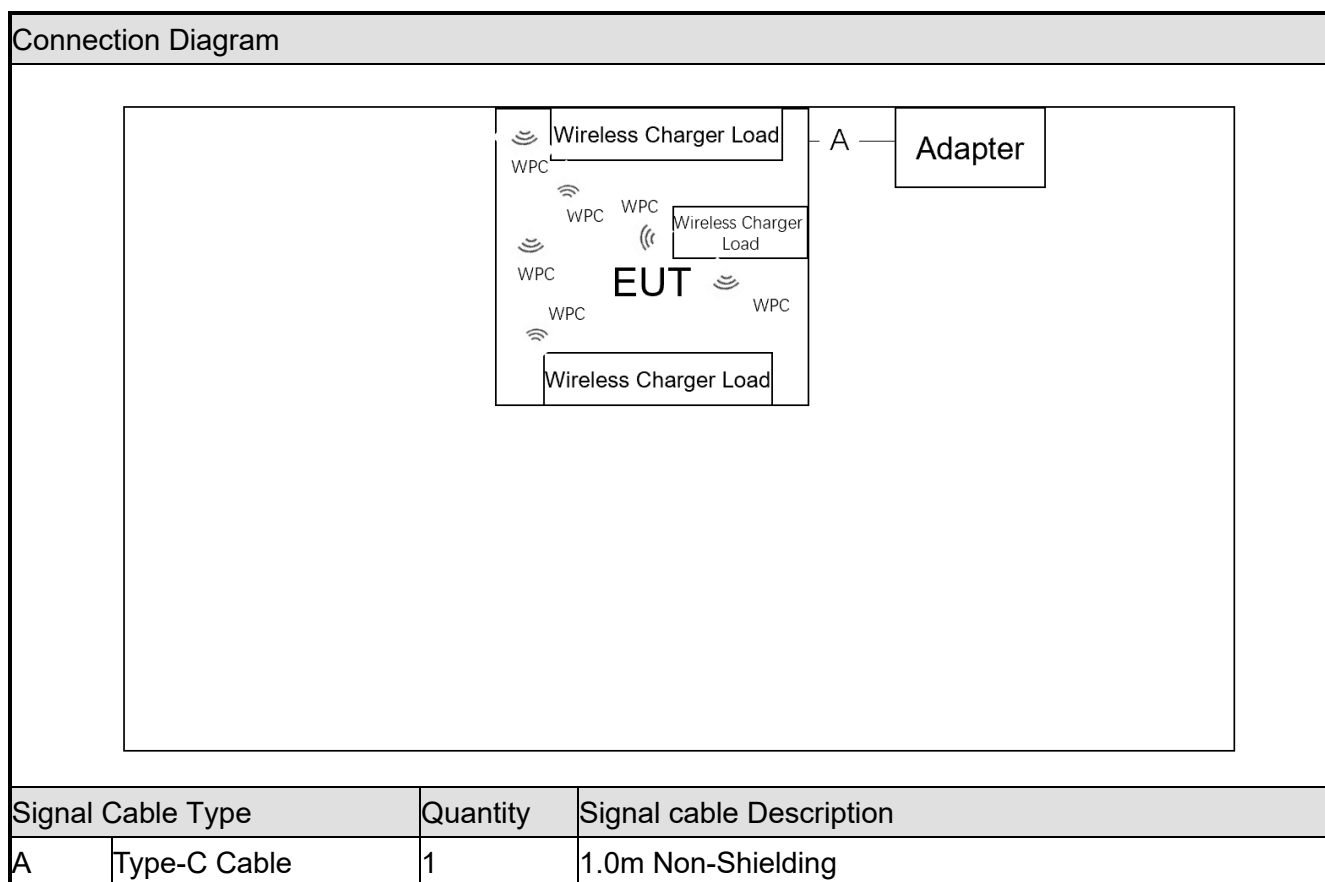 Connection Diagram
Wireless Charger Load
A
Adapter
WPC
WPC
WPC
Wireless Charger
Load
WPC
EUT
WPC
WPC
Wireless Charger Load
Signal Cable Type Quantity Signal cable Description
A Type-C Cable 1 1.0m Non-Shielding